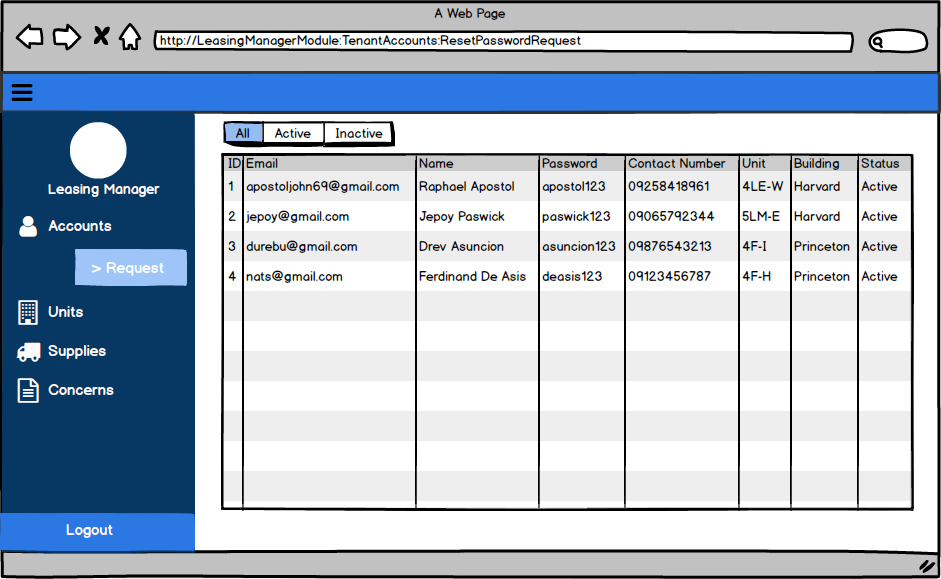 A Web Page
http://LeasingManagerModule:TenantAccounts:ResetPasswordRequest
Leasing Manager
Accounts
> Request
Units
Supplies
Concerns
Logout
All Active Inactive
ID Email Name Password Contact Number Unit Building Status
1 apostoljohn69@gmail.com Raphael Apostol apostol123 09258418961 4LE-W Harvard Active
2 jepoy@gmail.com Jepoy Paswick paswick123 09065792344 5LM-E Harvard Active
3 durebu@gmail.com Drev Asuncion asuncion123 09876543213 4F-I Princeton Active
4 nats@gmail.com Ferdinand De Asis deasis123 09123456787 4F-H Princeton Active